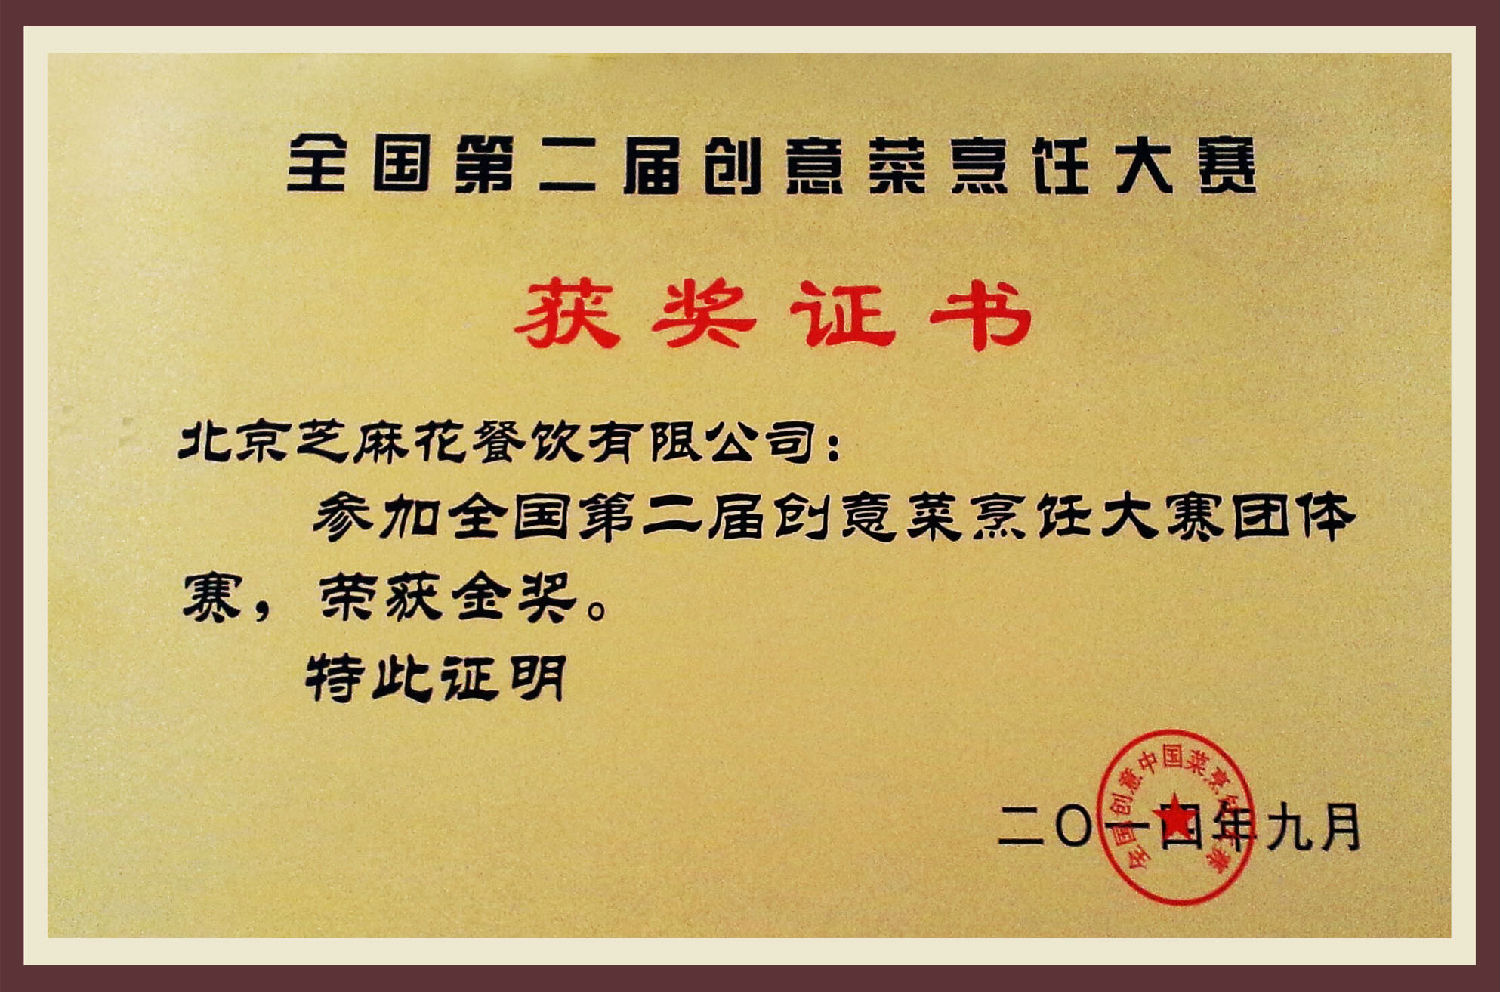 全国第二届创意菜烹饪大赛
获奖证书
北京芝麻花餐饮有限公司：
参加全国第二届创意菜烹饪大赛团体
赛，荣获金奖。
特此证明
全国创意中国菜烹饪大赛
二〇一四年九月